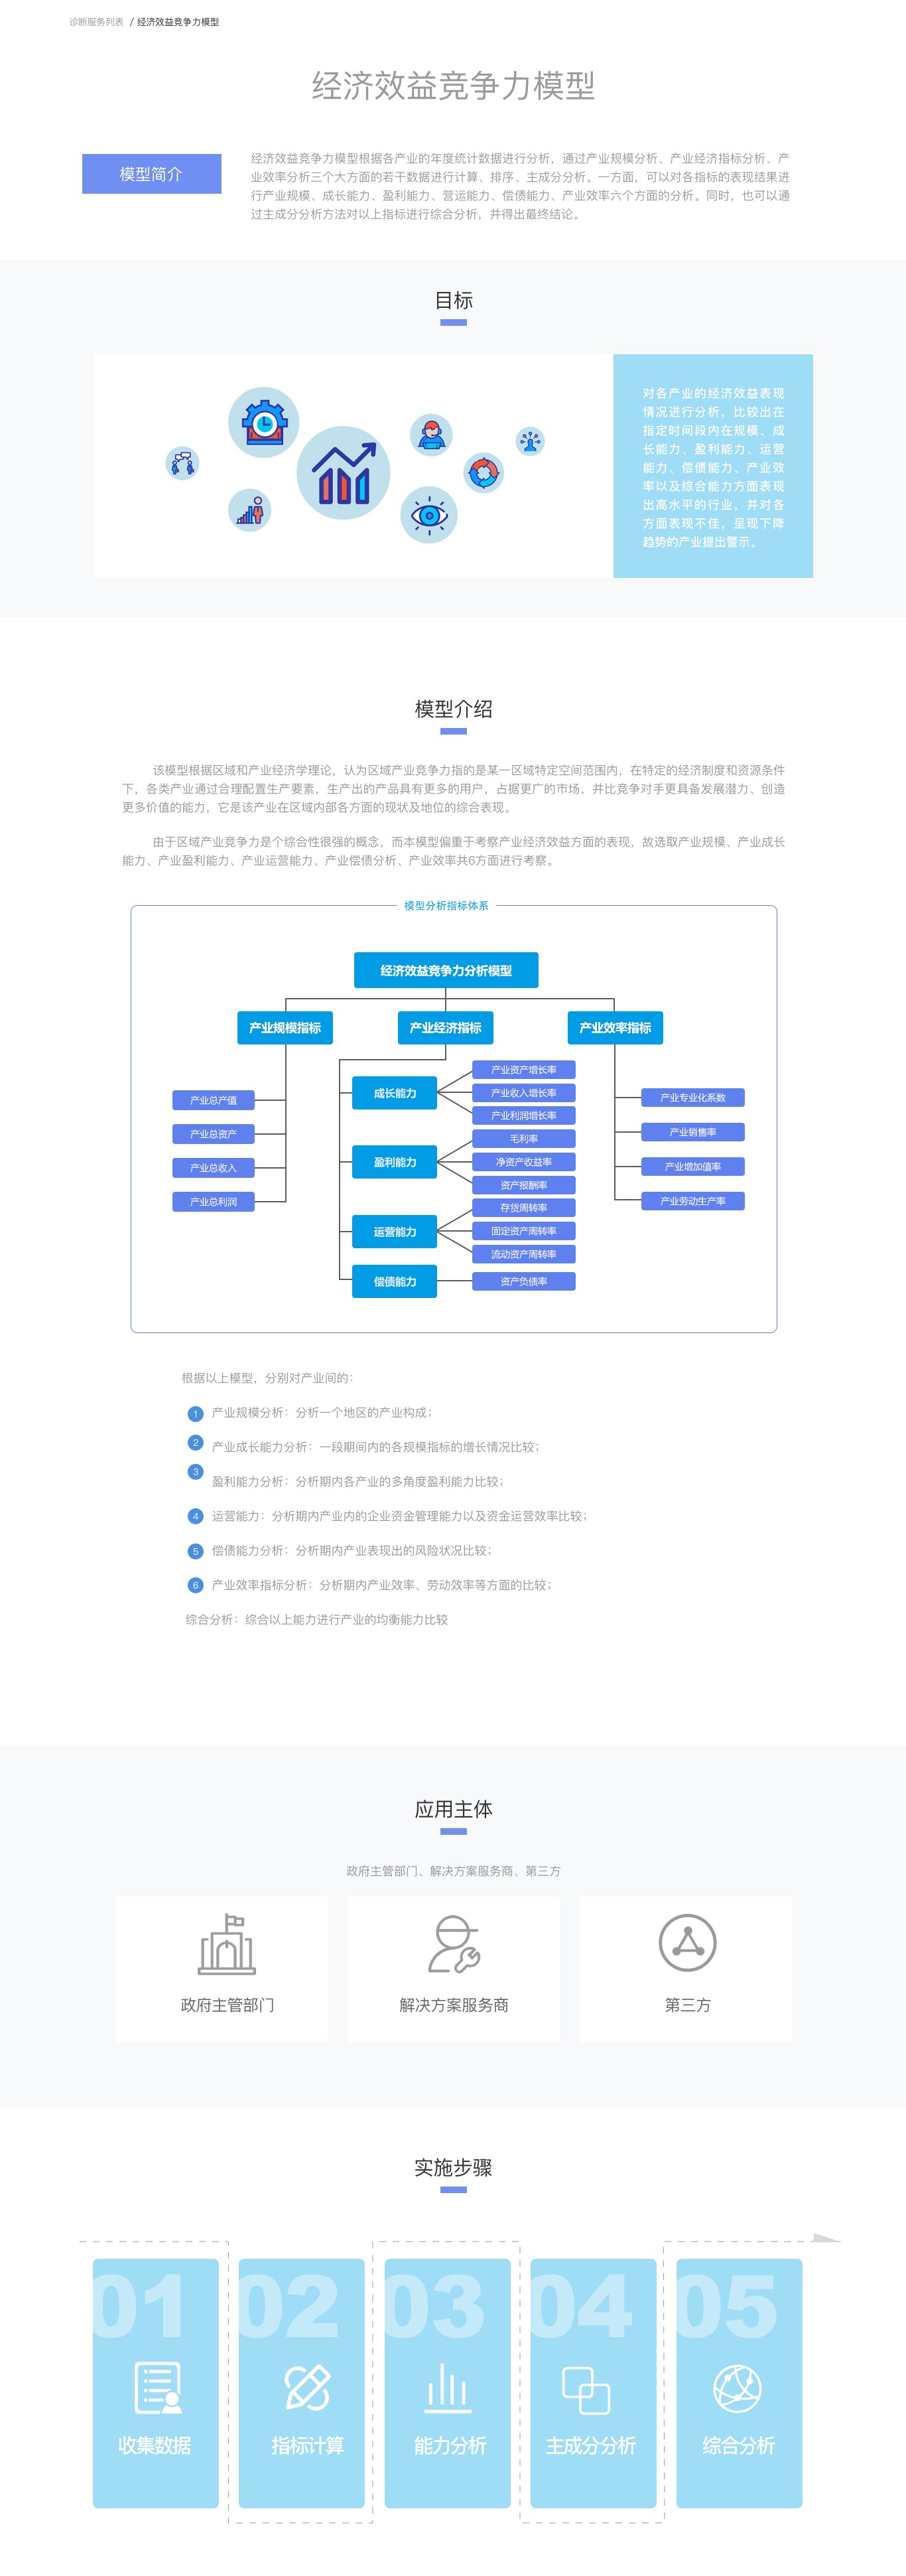 诊断服务列表 / 经济效益竞争力模型
经济效益竞争力模型
模型简介
经济效益竞争力模型根据各产业的年度统计数据进行分析，通过产业规模分析、产业经济指标分析、产
业效率分析三个大方面的若干数据进行计算、排序、主成分分析。一方面，可以对各指标的表现结果进
行产业规模、成长能力、盈利能力、营运能力、偿债能力、产业效率六个方面的分析。同时，也可以通
过主成分分析方法对以上指标进行综合分析，并得出最终结论。
目标
对各产业的经济效益表现
情况进行分析，比较出在
指定时间段内在规模、成
长能力、盈利能力、运营
能力、偿债能力、产业效
率以及综合能力方面表现
出高水平的行业，并对各
方面表现不佳，呈现下降
趋势的产业提出警示。
模型介绍
该模型根据区域和产业经济学理论，认为区域产业竞争力指的是某一区域特定空间范围内，在特定的经济制度和资源条件
下，各类产业通过合理配置生产要素，生产出的产品具有更多的用户，占据更广的市场，并比竞争对手更具备发展潜力、创造
更多价值的能力，它是该产业在区域内部各方面的现状及地位的综合表现。
由于区域产业竞争力是个综合性很强的概念，而本模型偏重于考察产业经济效益方面的表现，故选取产业规模、产业成长
能力、产业盈利能力、产业运营能力、产业偿债分析、产业效率共6方面进行考察。
模型分析指标体系
经济效益竞争力分析模型
产业规模指标
产业经济指标
产业效率指标
产业总产值
产业总资产
产业总收入
产业总利润
成长能力
产业资产增长率
产业收入增长率
产业利润增长率
盈利能力
毛利率
净资产收益率
资产报酬率
运营能力
存货周转率
固定资产周转率
流动资产周转率
偿债能力
资产负债率
产业专业化系数
产业销售率
产业增加值率
产业劳动生产率
根据以上模型，分别对产业间的：
1 产业规模分析：分析一个地区的产业构成；
2 产业成长能力分析：一段期间内的各规模指标的增长情况比较；
3 盈利能力分析：分析期内各产业的多角度盈利能力比较；
4 运营能力：分析期内产业内的企业资金管理能力以及资金运营效率比较；
5 偿债能力分析：分析期内产业表现出的风险状况比较；
6 产业效率指标分析：分析期内产业效率、劳动效率等方面的比较；
综合分析：综合以上能力进行产业的均衡能力比较
应用主体
政府主管部门、解决方案服务商、第三方
政府主管部门
解决方案服务商
第三方
实施步骤
01
收集数据
02
指标计算
03
能力分析
04
主成分分析
05
综合分析